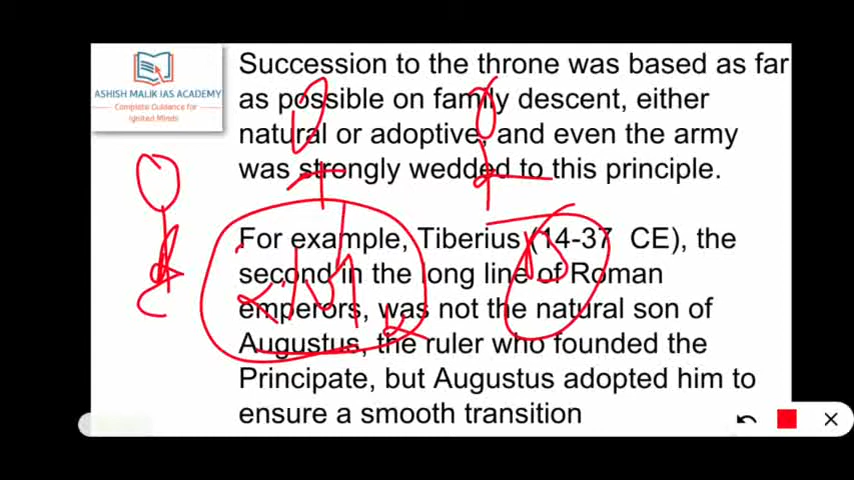 ASHISH MALIK IAS ACADEMY
Complete Guidance for
Ignited Minds
Succession to the throne was based as far
as possible on family descent, either
natural or adoptive, and even the army
was strongly wedded to this principle.
For example, Tiberius (14-37 CE), the
second in the long line of Roman
emperors, was not the natural son of
Augustus, the ruler who founded the
Principate, but Augustus adopted him to
ensure a smooth transition